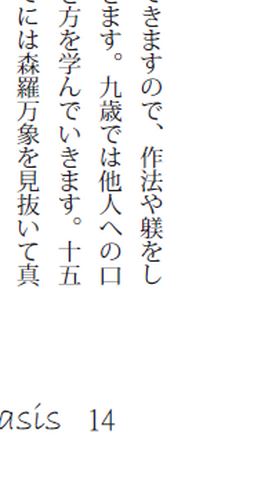 きますので、作法や躾をし
ます。九歳では他人への口
方を学んでいきます。十五
には森羅万象を見抜いて真
asis 14